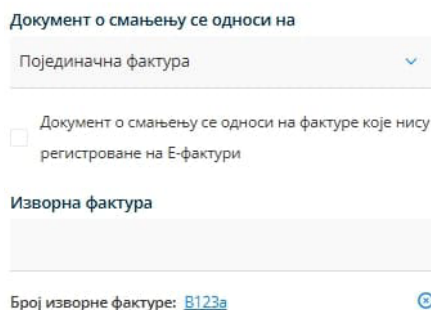 Документ о смањењу се односи на
Појединачна фактура
Документ о смањењу се односи на фактуре које нису
регистроване на Е-фактури
Изворна фактура
Број изворне фактуре: B123a